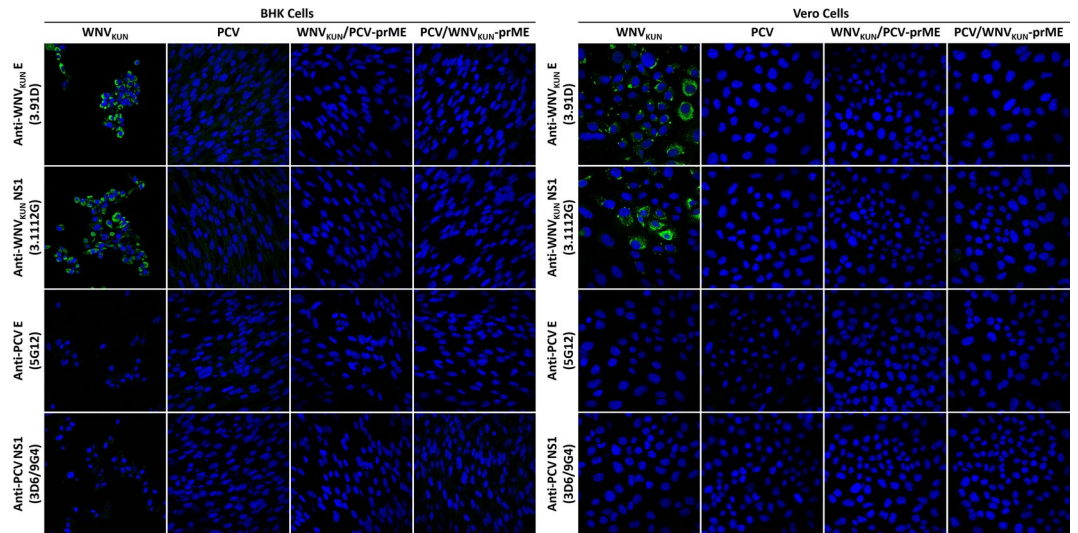 BHK Cells
WNVKUN PCV WNVKUN/PCV-prME PCV/WNVKUN-prME
Anti-WNVKUN E
(3.91D)
Anti-WNVKUN NS1
(3.1112G)
Anti-PCV E
(5G12)
Anti-PCV NS1
(3D6/9G4)
Vero Cells
WNVKUN PCV WNVKUN/PCV-prME PCV/WNVKUN-prME
Anti-WNVKUN E
(3.91D)
Anti-WNVKUN NS1
(3.1112G)
Anti-PCV E
(5G12)
Anti-PCV NS1
(3D6/9G4)